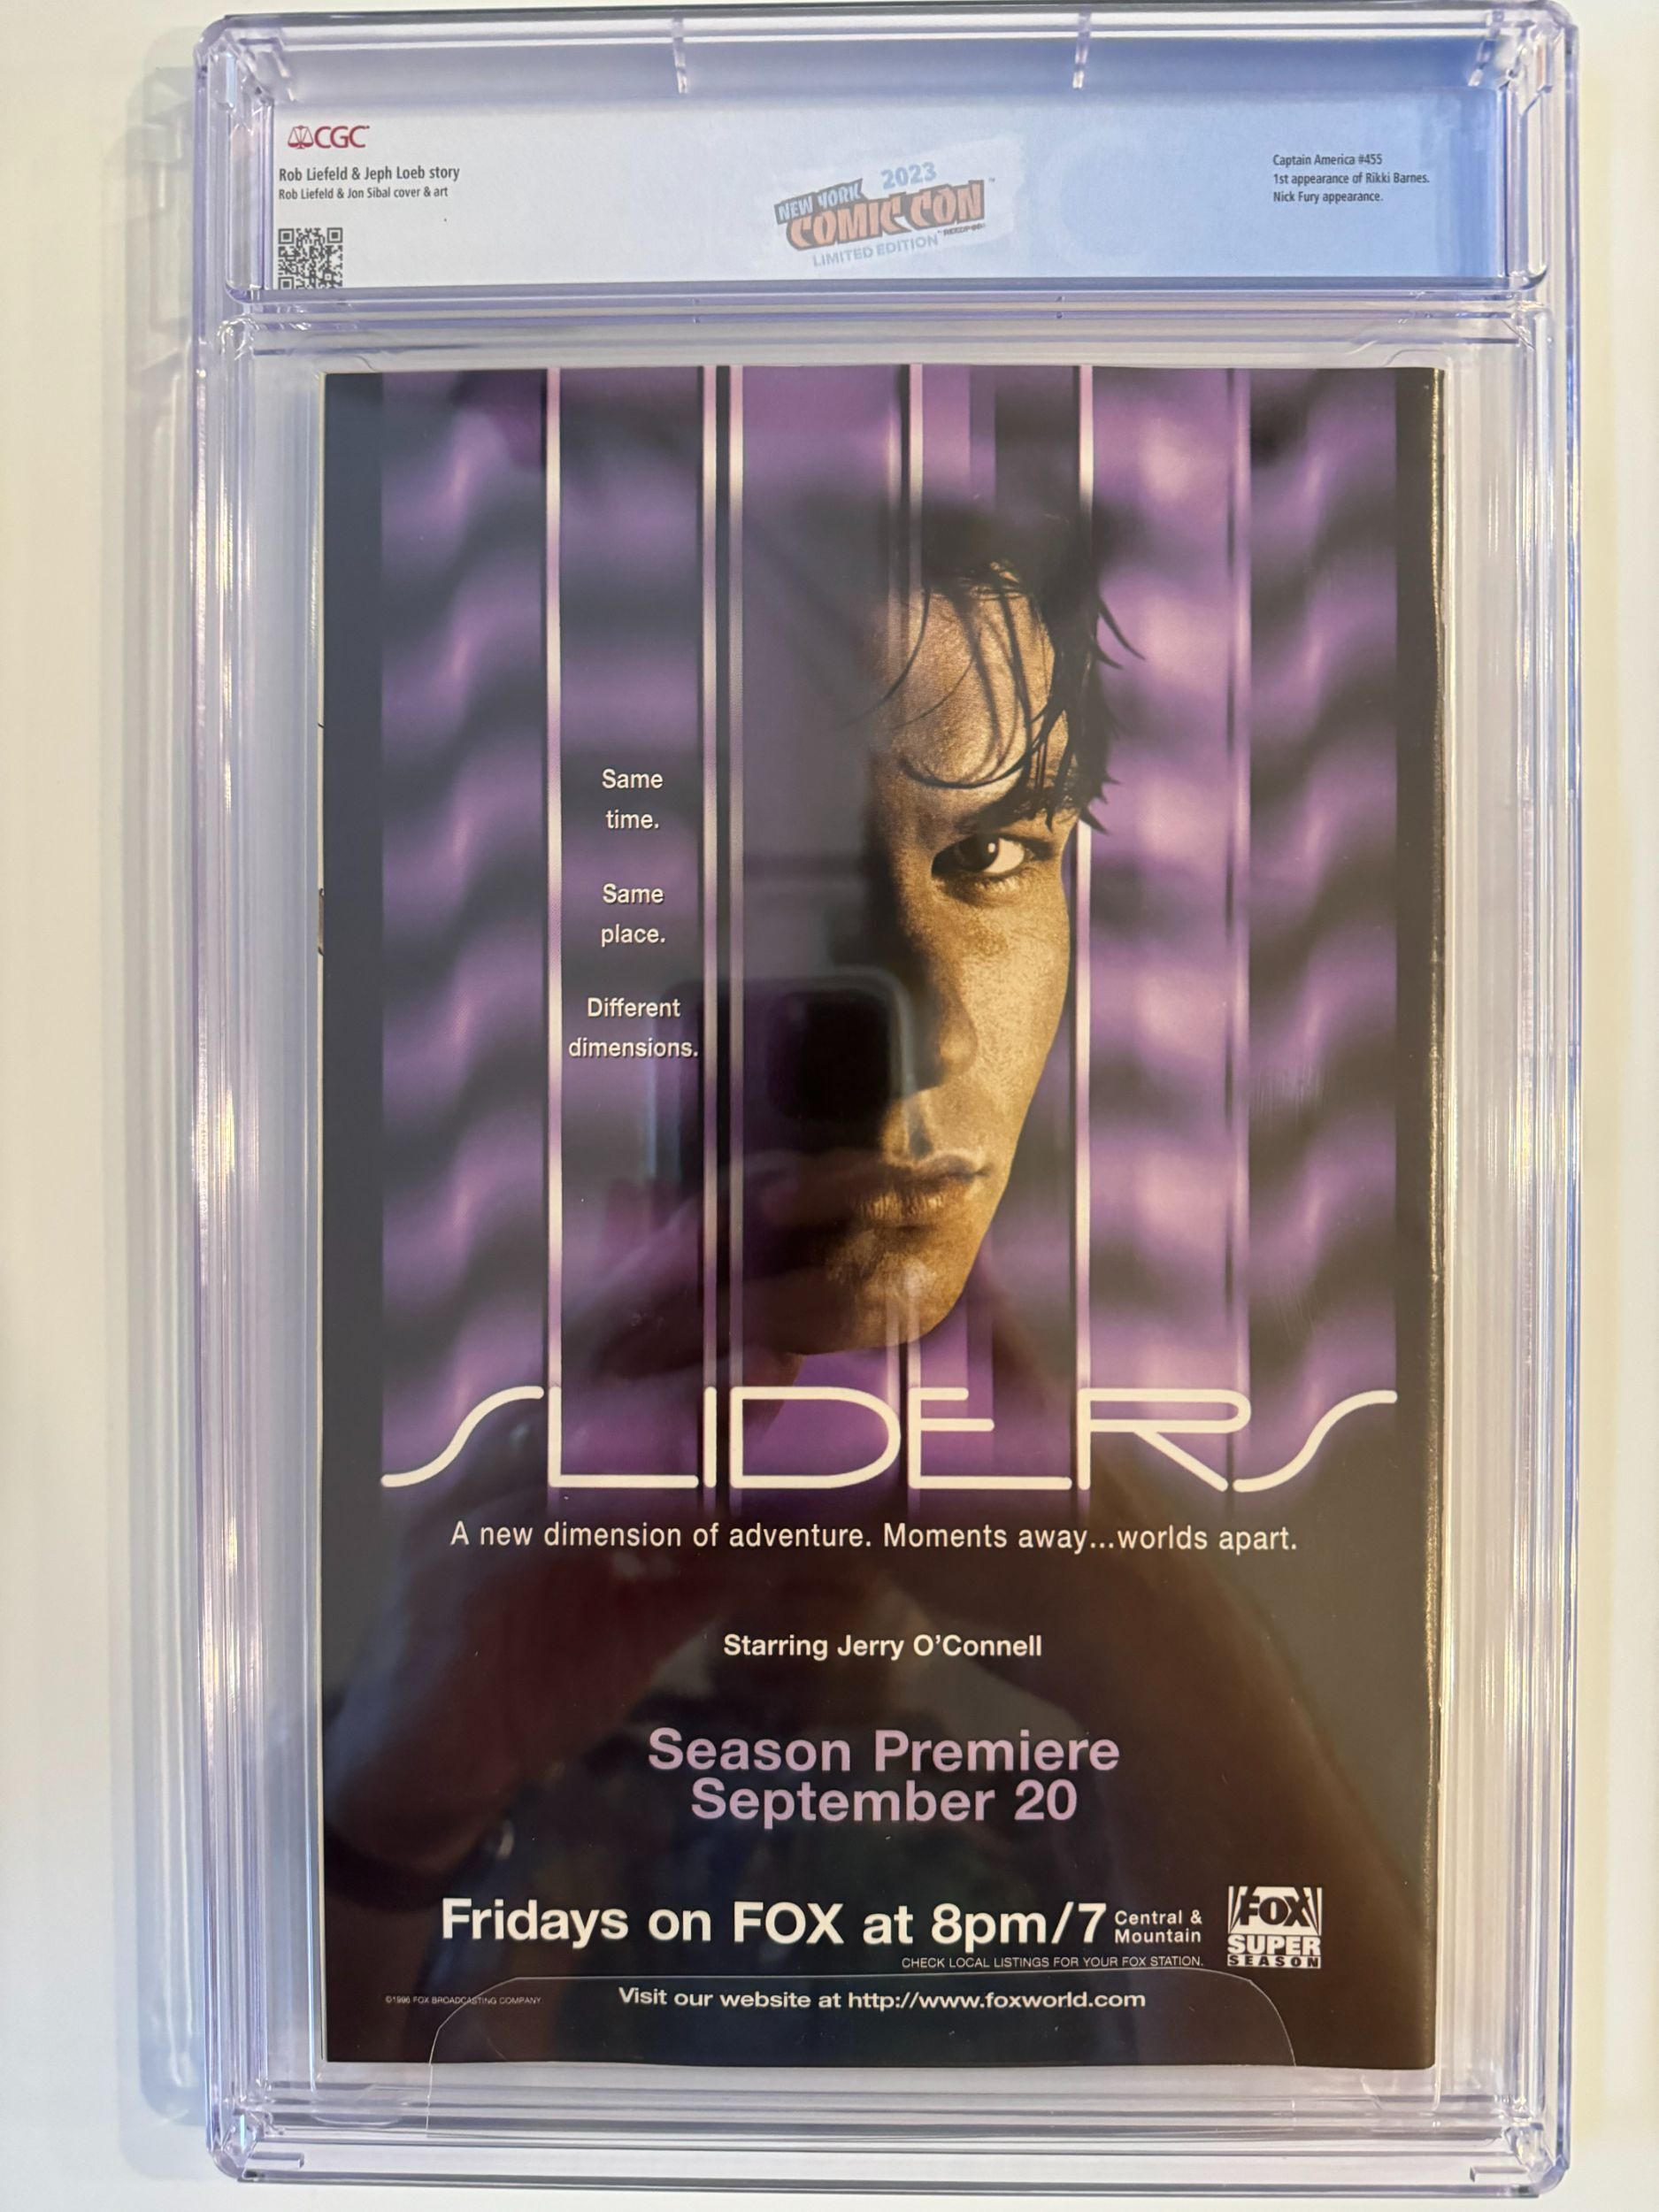 CGC
Rob Liefeld & Jeph Loeb story
Rob Liefeld & Jon Sibal cover & art
NEW YORK 2023
COMIC CON
LIMITED EDITION
Captain America #455
1st appearance of Rikki Barnes.
Nick Fury appearance.
Same
time.
Same
place.
Different
dimensions.
SLIDERS
A new dimension of adventure. Moments away...worlds apart.
Starring Jerry O'Connell
Season Premiere
September 20
Fridays on FOX at 8pm/7 Central &
Mountain
CHECK LOCAL LISTINGS FOR YOUR FOX STATION.
FOX
SUPER
SEASON
©1996 FOX BROADCASTING COMPANY
Visit our website at http://www.foxworld.com